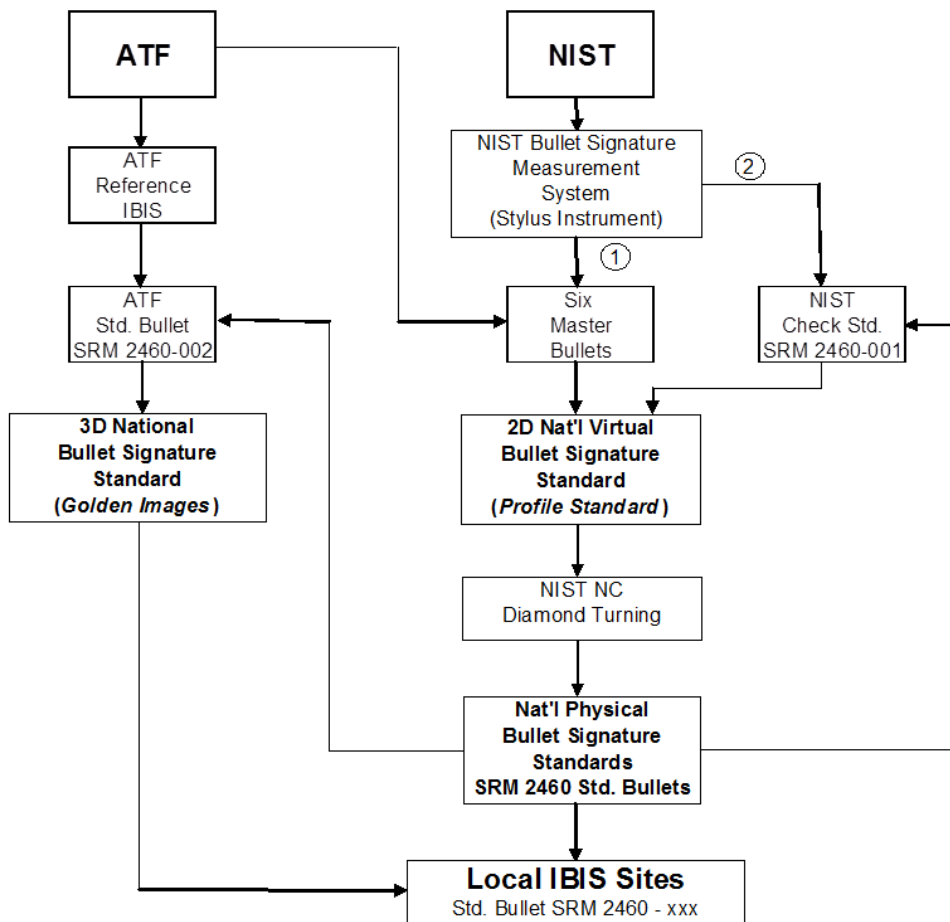 ATF
NIST
ATF
Reference
IBIS
NIST Bullet Signature
Measurement
System
(Stylus Instrument)
2
1
ATF
Std. Bullet
SRM 2460-002
Six
Master
Bullets
NIST
Check Std.
SRM 2460-001
3D National
Bullet Signature
Standard
(Golden Images)
2D Nat'l Virtual
Bullet Signature
Standard
(Profile Standard)
NIST NC
Diamond Turning
Nat'l Physical
Bullet Signature
Standards
SRM 2460 Std. Bullets
Local IBIS Sites
Std. Bullet SRM 2460 - xxx